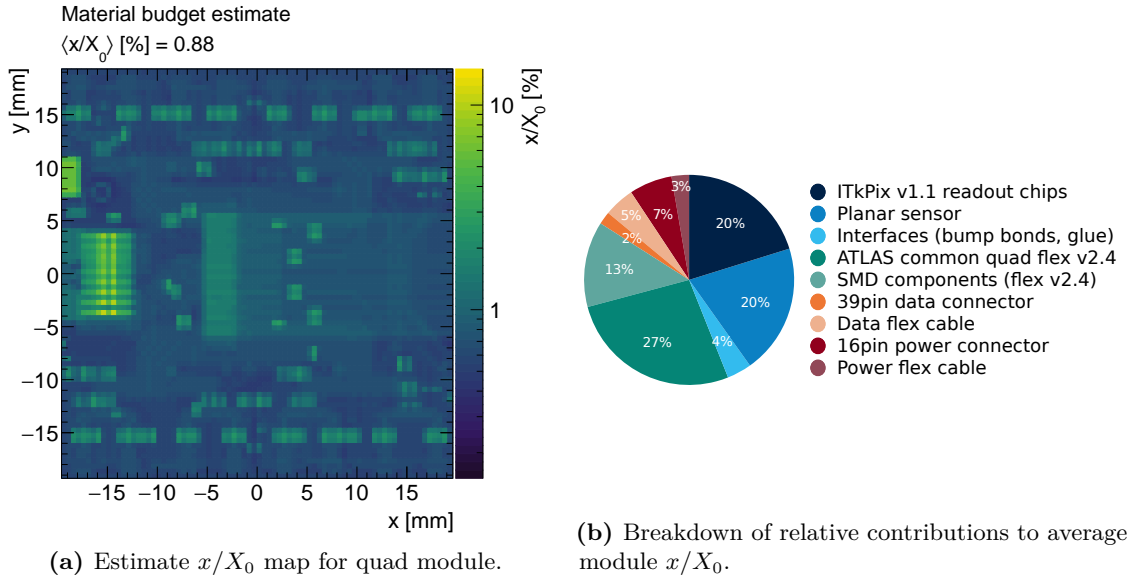 Material budget estimate
⟨x/X₀⟩ [%] = 0.88
y [mm]
15
10
5
0
−5
−10
−15
−15 −10 −5 0 5 10 15
x [mm]
10
1
x/X₀ [%]
(a) Estimate x/X₀ map for quad module.
20%
20%
4%
27%
13%
2%
5%
7%
3%
ITkPix v1.1 readout chips
Planar sensor
Interfaces (bump bonds, glue)
ATLAS common quad flex v2.4
SMD components (flex v2.4)
39pin data connector
Data flex cable
16pin power connector
Power flex cable
(b) Breakdown of relative contributions to average
module x/X₀.